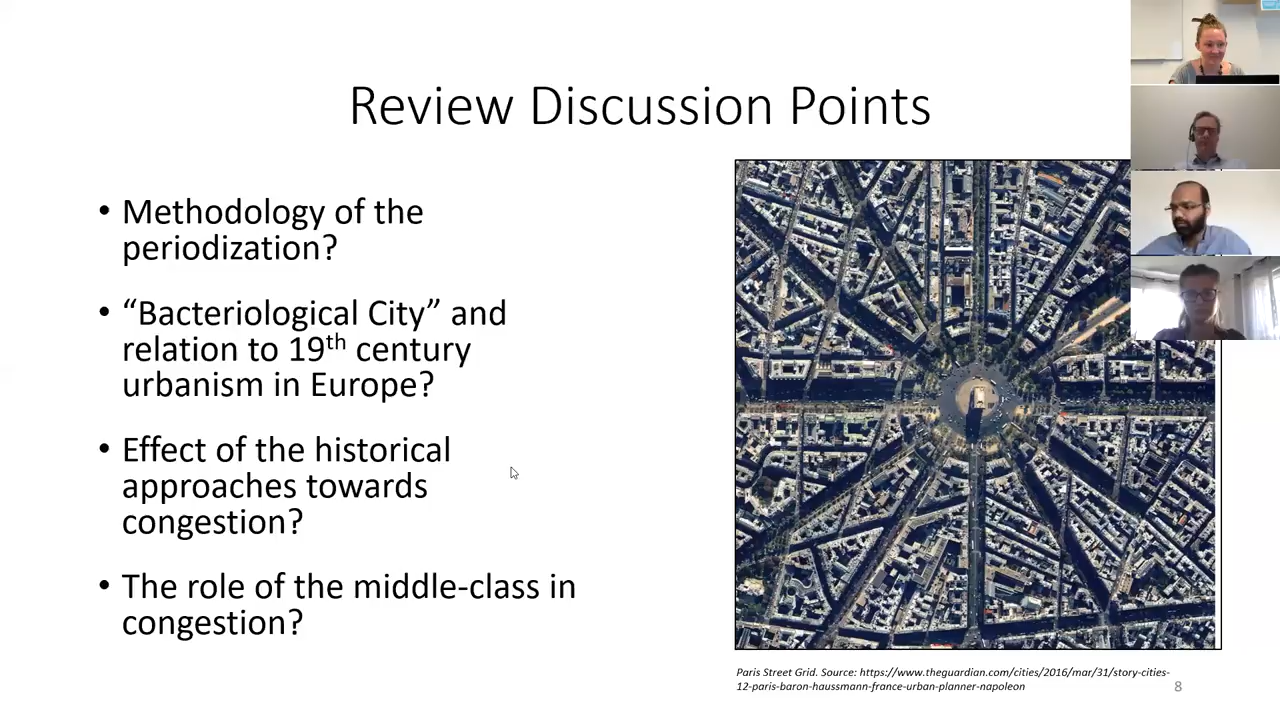 Review Discussion Points
• Methodology of the
periodization?
• “Bacteriological City” and
relation to 19th century
urbanism in Europe?
• Effect of the historical
approaches towards
congestion?
• The role of the middle-class in
congestion?
Paris Street Grid. Source: https://www.theguardian.com/cities/2016/mar/31/story-cities-
12-paris-baron-haussmann-france-urban-planner-napoleon
8